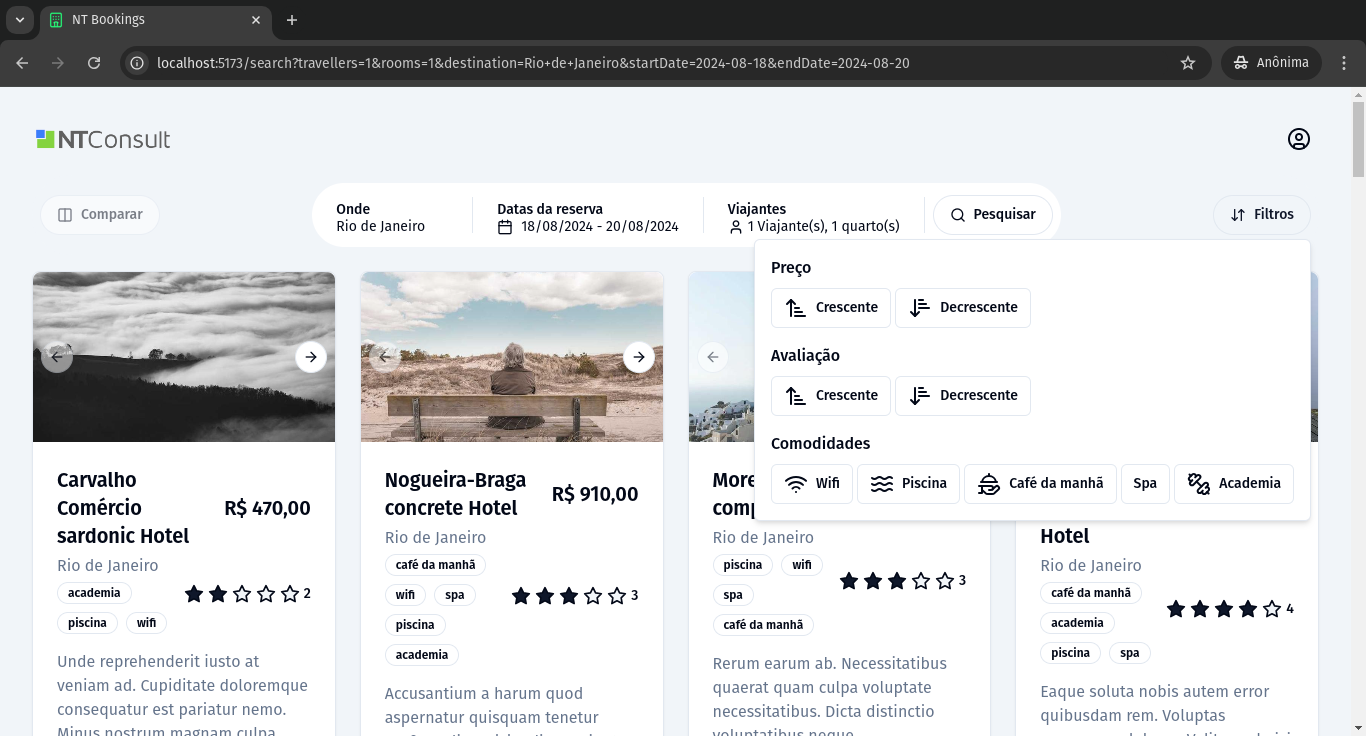 NT Bookings
localhost:5173/search?travellers=1&rooms=1&destination=Rio+de+Janeiro&startDate=2024-08-18&endDate=2024-08-20
Anônima
NTConsult
Comparar
Onde
Rio de Janeiro
Datas da reserva
18/08/2024 - 20/08/2024
Viajantes
1 Viajante(s), 1 quarto(s)
Pesquisar
Filtros
Preço
Crescente
Decrescente
Avaliação
Crescente
Decrescente
Comodidades
Wifi
Piscina
Café da manhã
Spa
Academia
Carvalho
Comércio
sardonic Hotel
R$ 470,00
Rio de Janeiro
academia
piscina wifi
2
Unde reprehenderit iusto at
veniam ad. Cupiditate doloremque
consequatur est pariatur nemo.
Minus nostrum magnam culpa
Nogueira-Braga
concrete Hotel
R$ 910,00
Rio de Janeiro
café da manhã
wifi spa
piscina
academia
3
Accusantium a harum quod
aspernatur quisquam tenetur
Rio de Janeiro
piscina wifi
spa
café da manhã
3
Rerum earum ab. Necessitatibus
quaerat quam culpa voluptate
necessitatibus. Dicta distinctio
voluptatibus neque
Hotel
Rio de Janeiro
café da manhã
academia
piscina spa
4
Eaque soluta nobis autem error
quibusdam rem. Voluptas